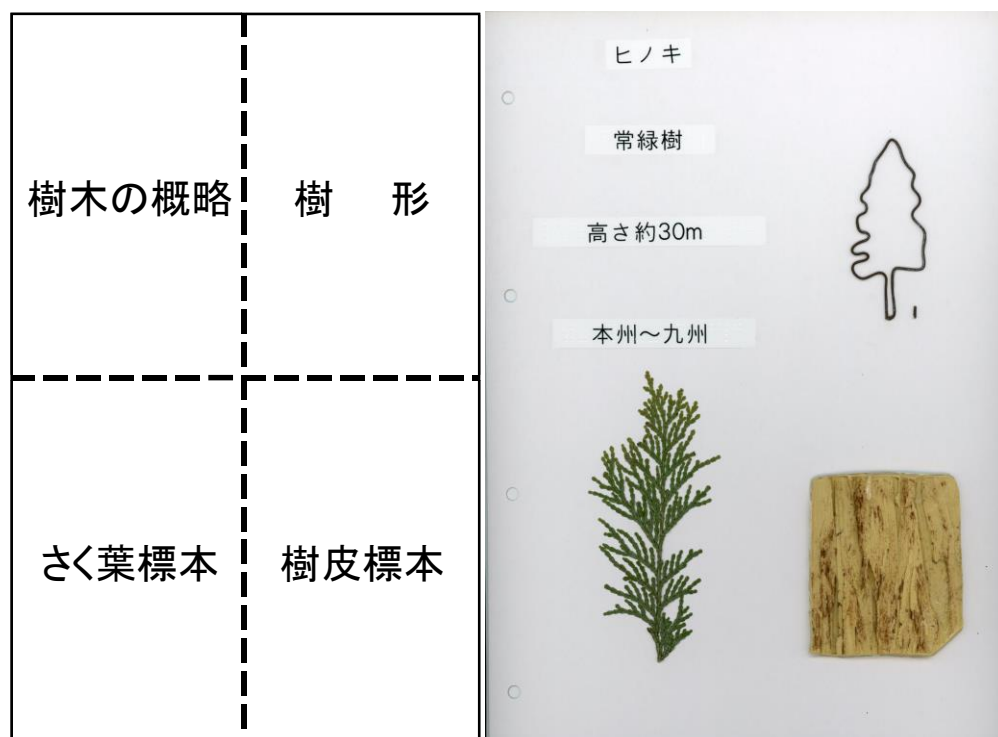 樹木の概略
樹 形
さく葉標本
樹皮標本
ヒノキ
常緑樹
高さ約30m
本州～九州